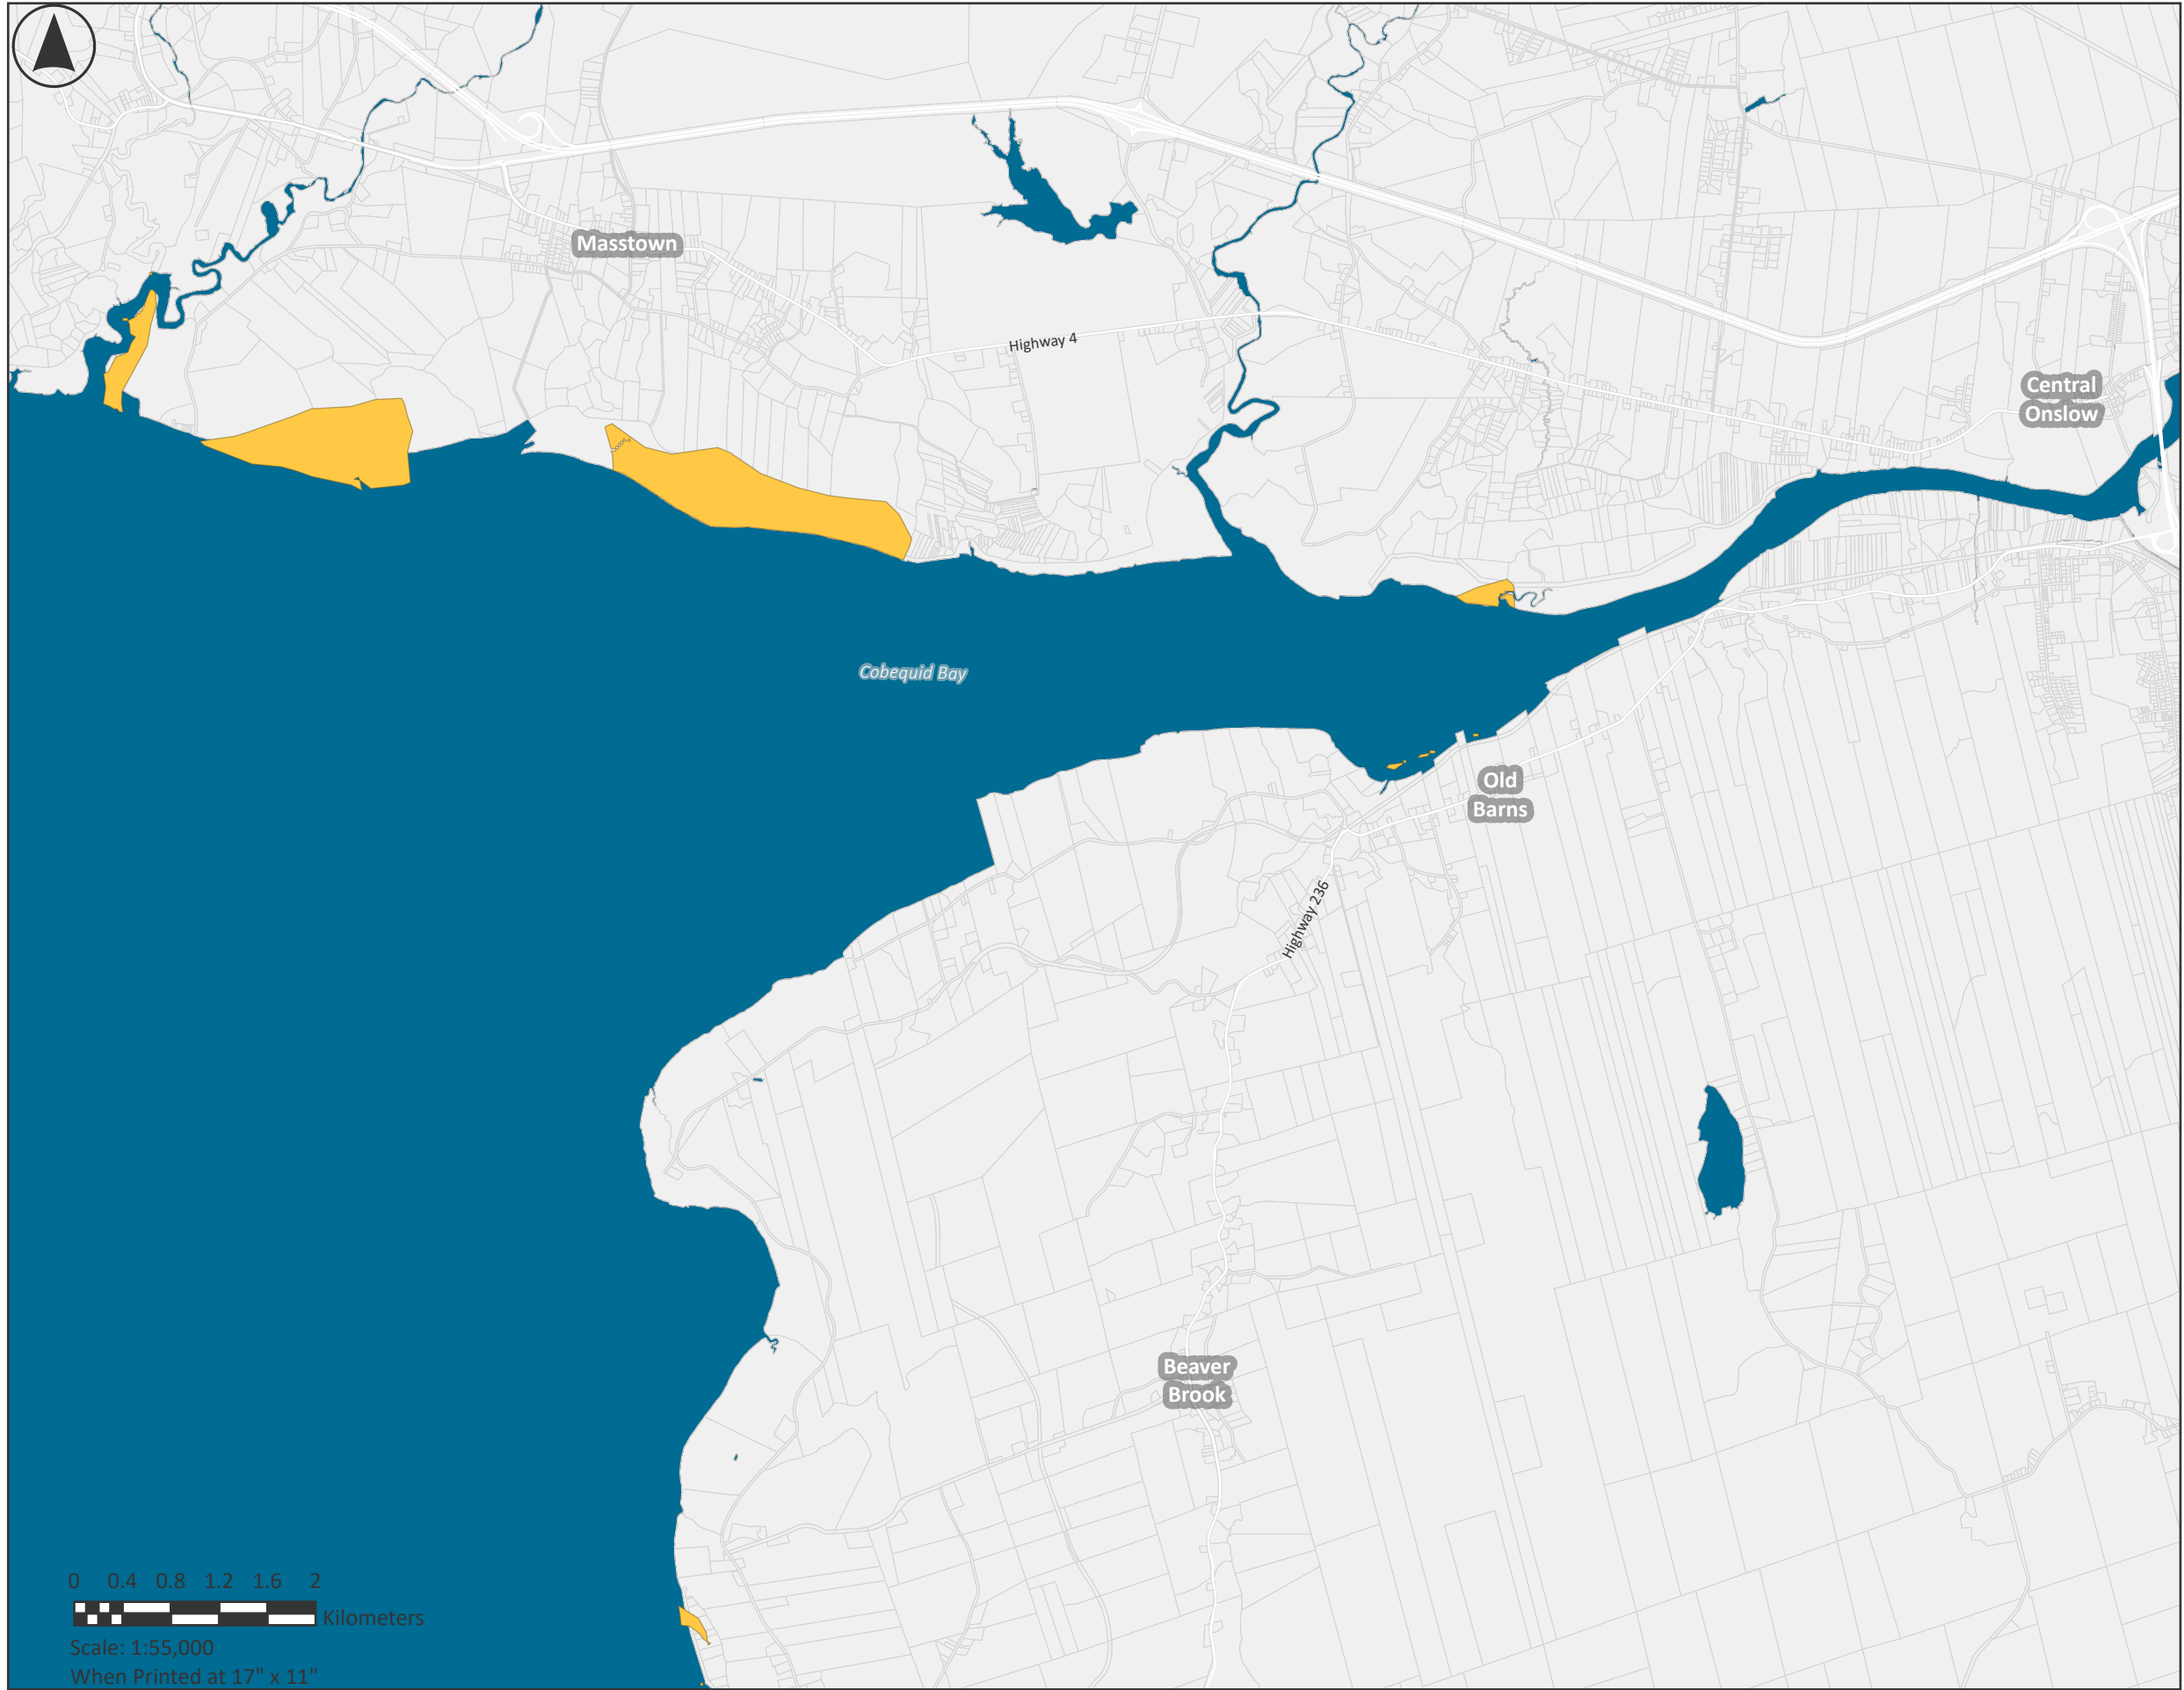 Masstown
Highway 4
Central
Onslow
Cobequid Bay
Old
Barns
Highway 236
Beaver
Brook
0 0.4 0.8 1.2 1.6 2
Kilometers
Scale: 1:55,000
When Printed at 17" x 11"